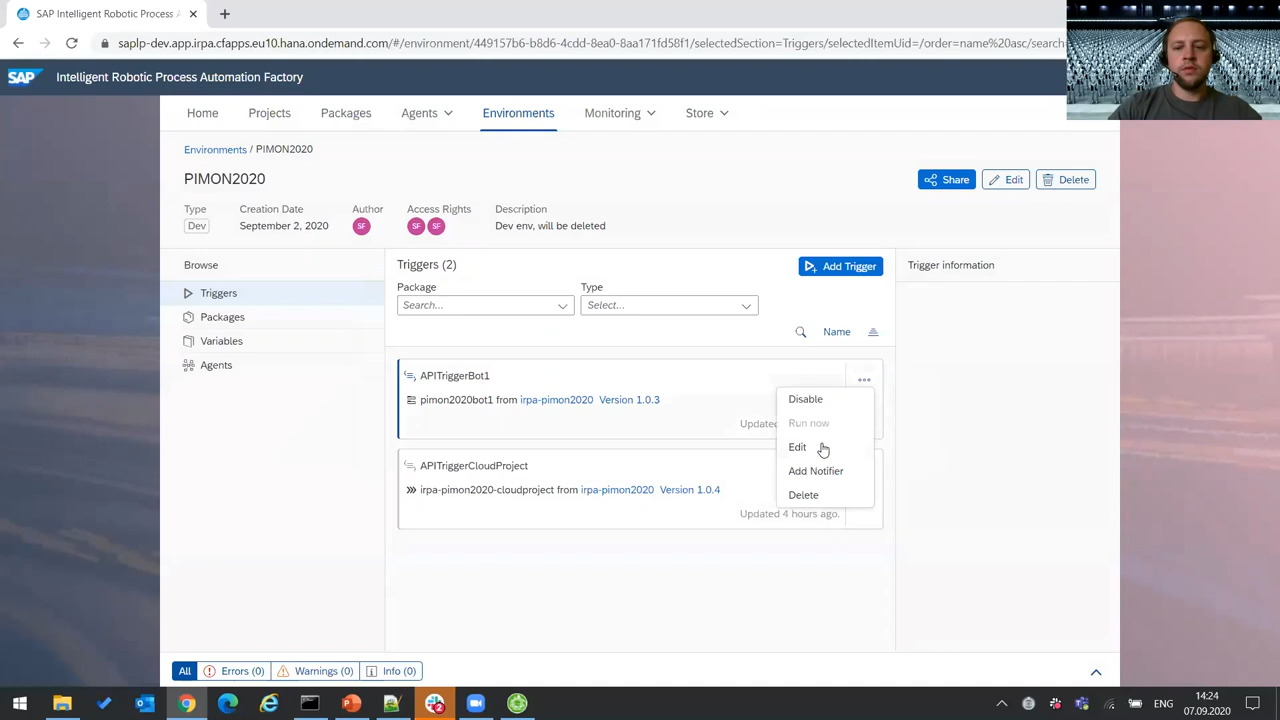 SAP Intelligent Robotic Process A
saplp-dev.app.irpa.cfapps.eu10.hana.ondemand.com/#/environment/449157b6-b8d6-4cdd-8ea0-8aa171fd58f1/selectedSection=Triggers/selectedItemUid=/order=name%20asc/search
SAP Intelligent Robotic Process Automation Factory
Home Projects Packages Agents Environments Monitoring Store
Environments / PIMON2020
PIMON2020
Share Edit Delete
Type Creation Date Author Access Rights Description
Dev September 2, 2020 SF SF SF Dev env, will be deleted
Browse
Triggers
Packages
Variables
Agents
Triggers (2)
Add Trigger
Package Type
Search... Select...
Name
APITriggerBot1
pimon2020bot1 from irpa-pimon2020 Version 1.0.3
Updated
Disable
Run now
Edit
Add Notifier
Delete
APITriggerCloudProject
irpa-pimon2020-cloudproject from irpa-pimon2020 Version 1.0.4
Updated 4 hours ago.
Trigger information
All Errors (0) Warnings (0) Info (0)
ENG
14:24
07.09.2020